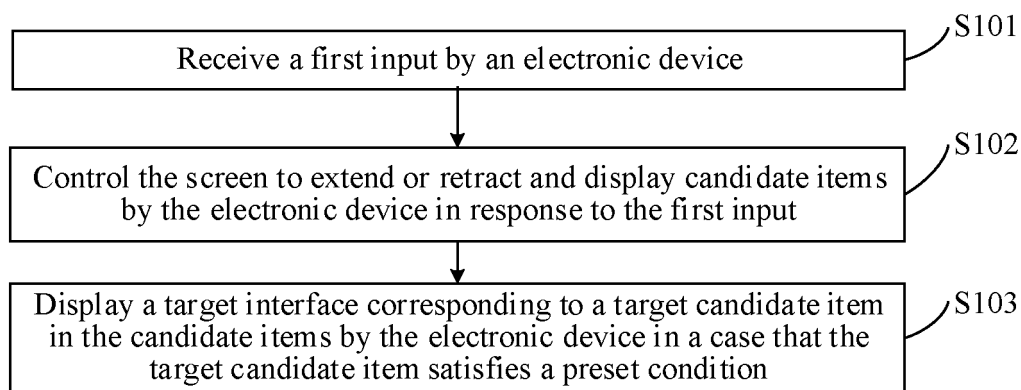 S101
Receive a first input by an electronic device
S102
Control the screen to extend or retract and display candidate items
by the electronic device in response to the first input
S103
Display a target interface corresponding to a target candidate item
in the candidate items by the electronic device in a case that the
target candidate item satisfies a preset condition